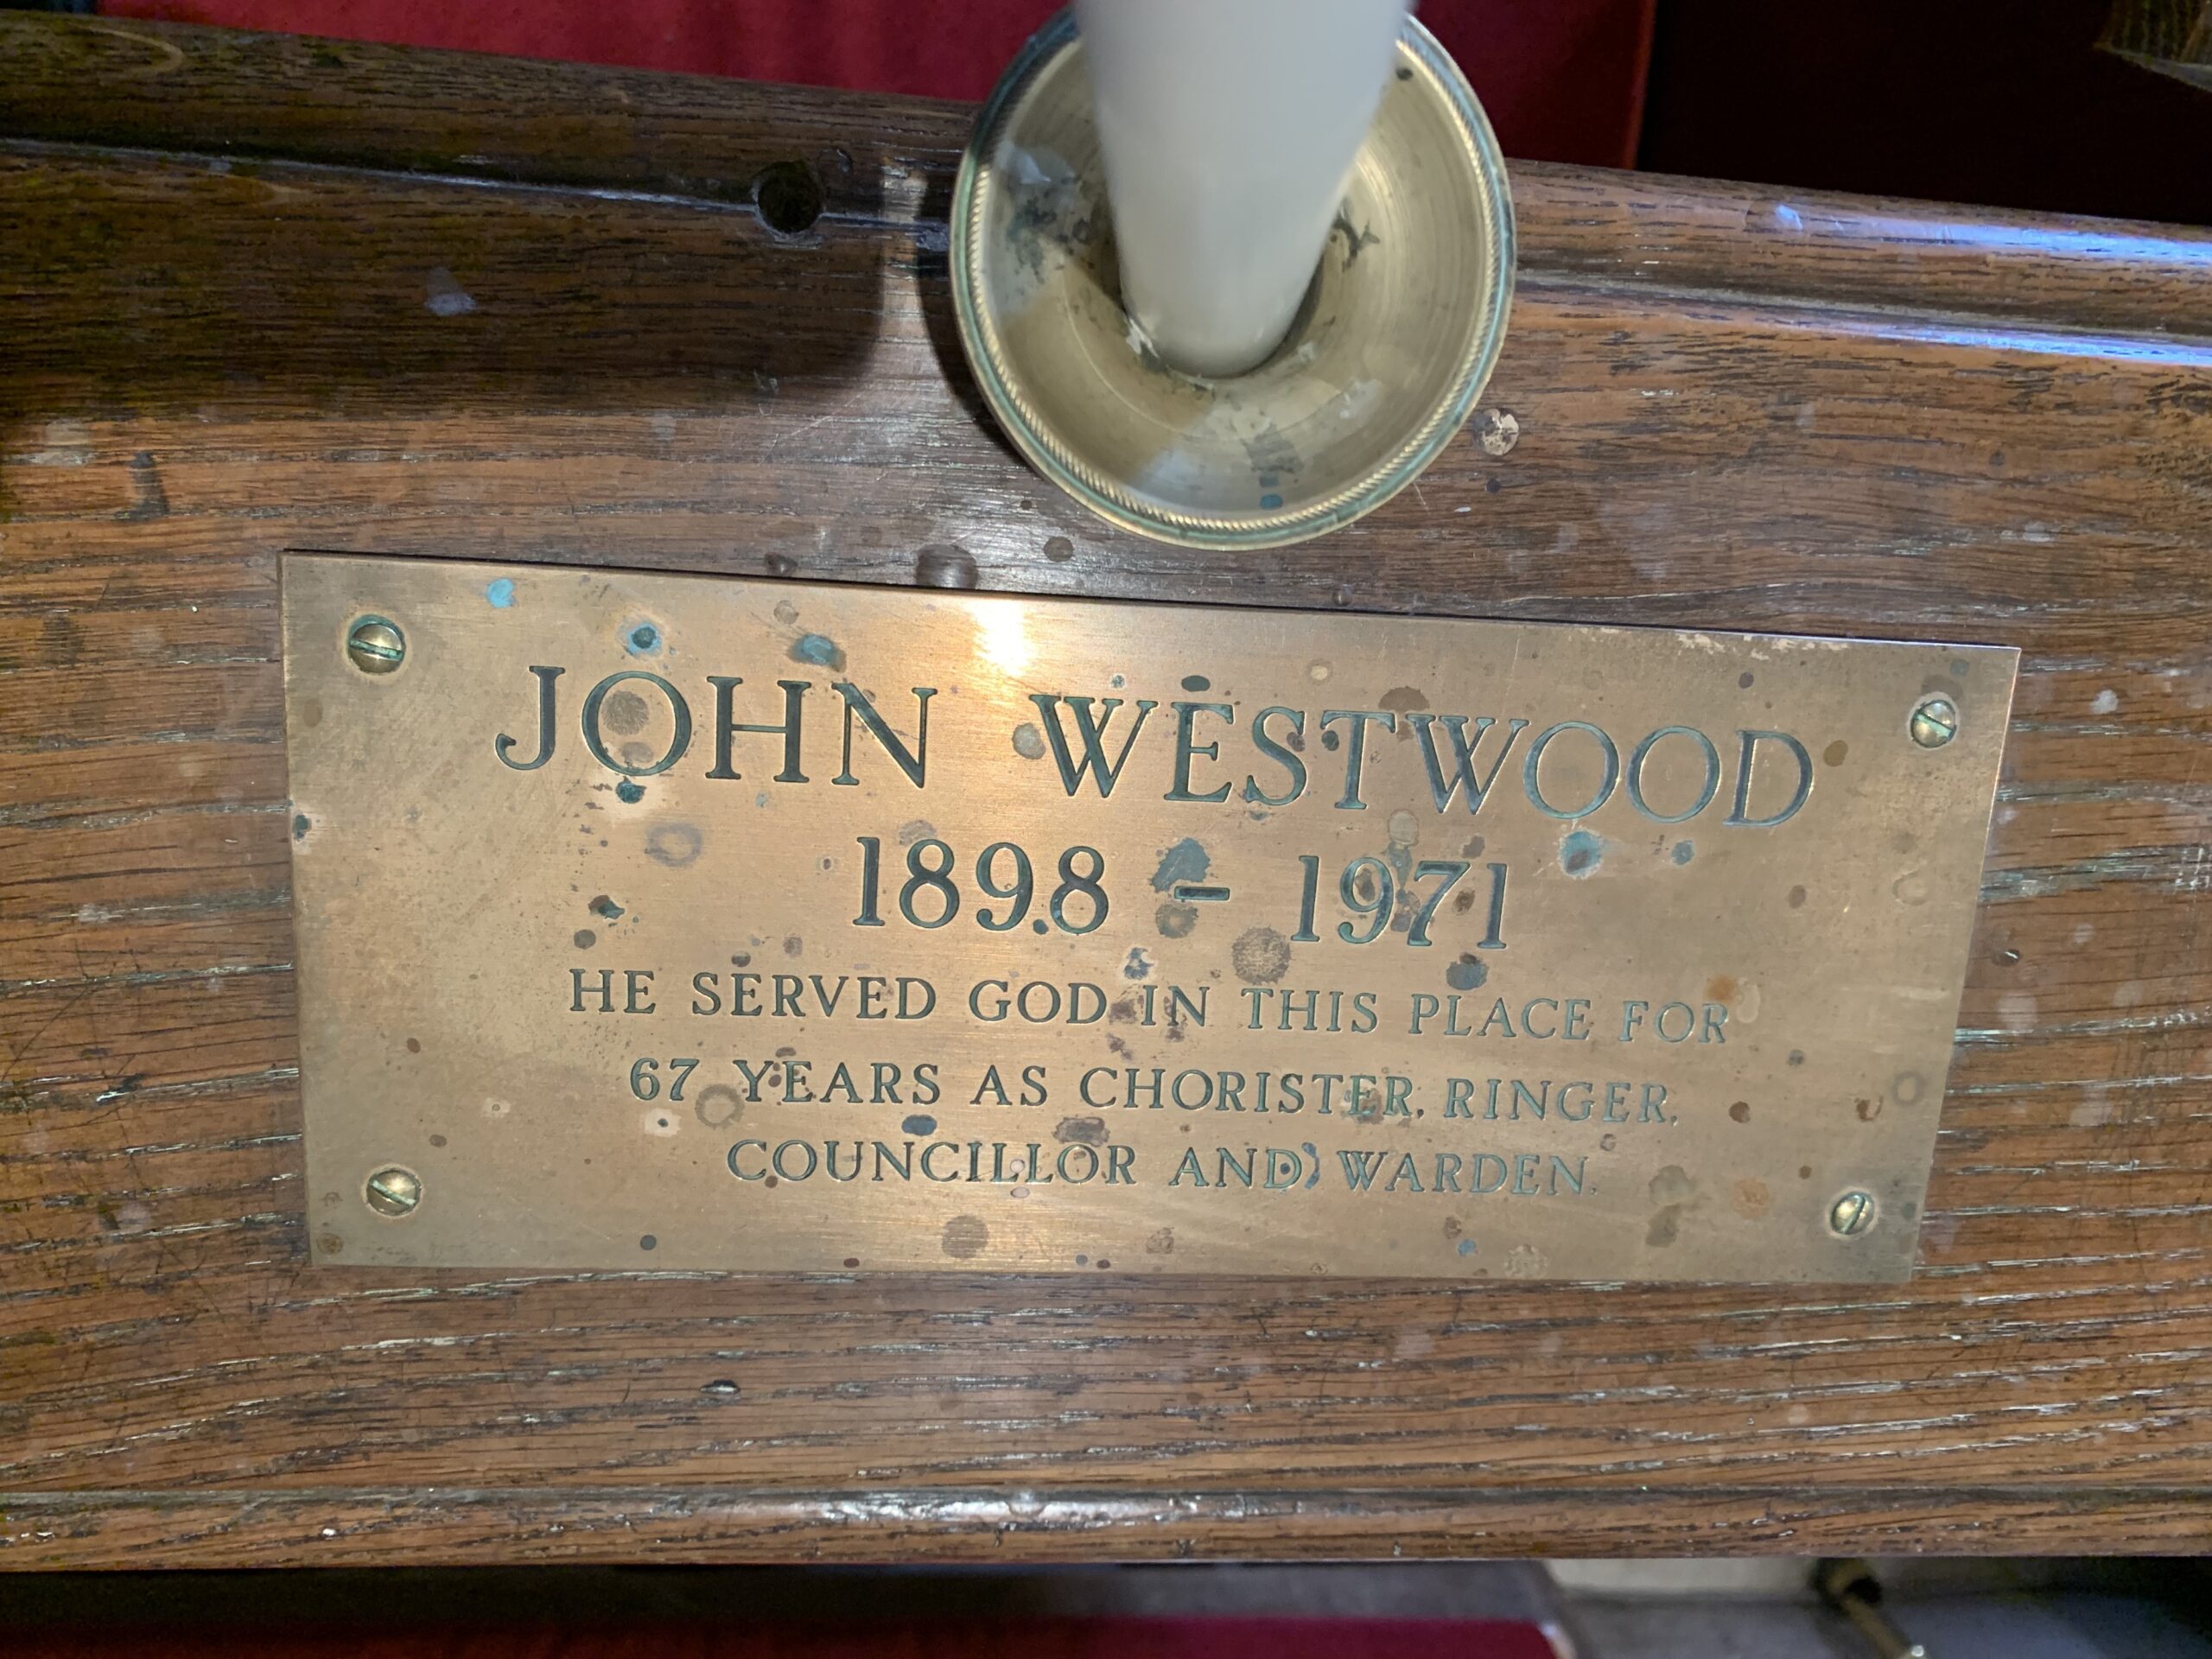 JOHN WESTWOOD
1898 - 1971
HE SERVED GOD IN THIS PLACE FOR
67 YEARS AS CHORISTER, RINGER,
COUNCILLOR AND WARDEN.